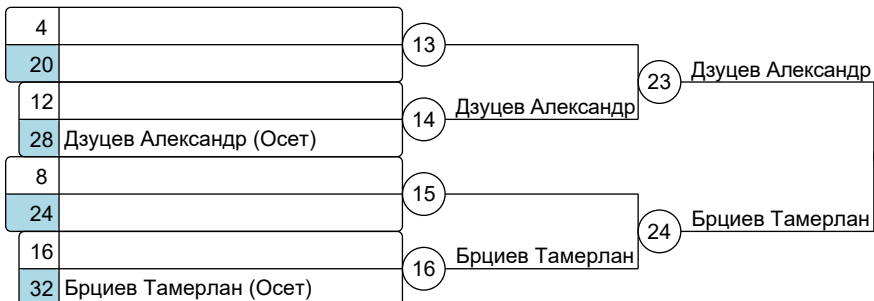 4
20
13
12
28 Дзуцев Александр (Осет)
14 Дзуцев Александр
23 Дзуцев Александр
8
24
15
16
32 Брциев Тамерлан (Осет)
16 Брциев Тамерлан
24 Брциев Тамерлан